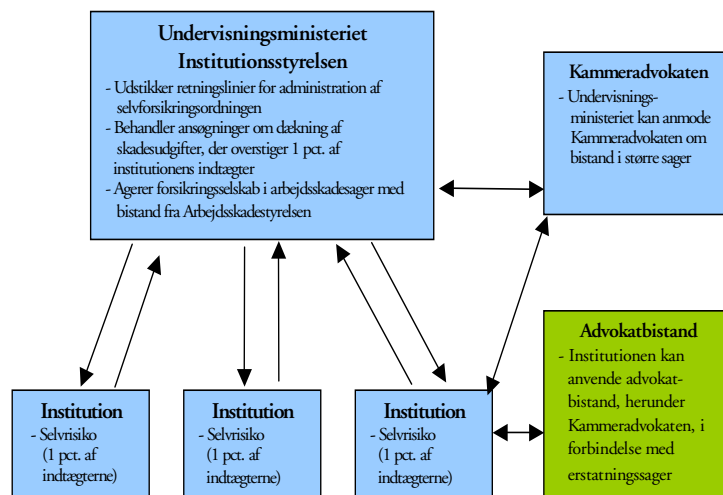 Undervisningsministeriet
Institutionsstyrelsen
- Udstikker retningslinier for administration af
selvforsikringsordningen
- Behandler ansøgninger om dækning af
skadesudgifter, der overstiger 1 pct. af
institutionens indtægter
- Agerer forsikringsselskab i arbejdsskadesager med
bistand fra Arbejdsskadestyrelsen
Kammeradvokaten
- Undervisnings-
ministeriet kan anmode
Kammeradvokaten om
bistand i større sager
Advokatbistand
- Institutionen kan
anvende advokat-
bistand, herunder
Kammeradvokaten, i
forbindelse med
erstatningssager
Institution
- Selvrisiko
(1 pct. af
indtægterne)
Institution
- Selvrisiko
(1 pct. af
indtægterne)
Institution
- Selvrisiko
(1 pct. af
indtægterne)